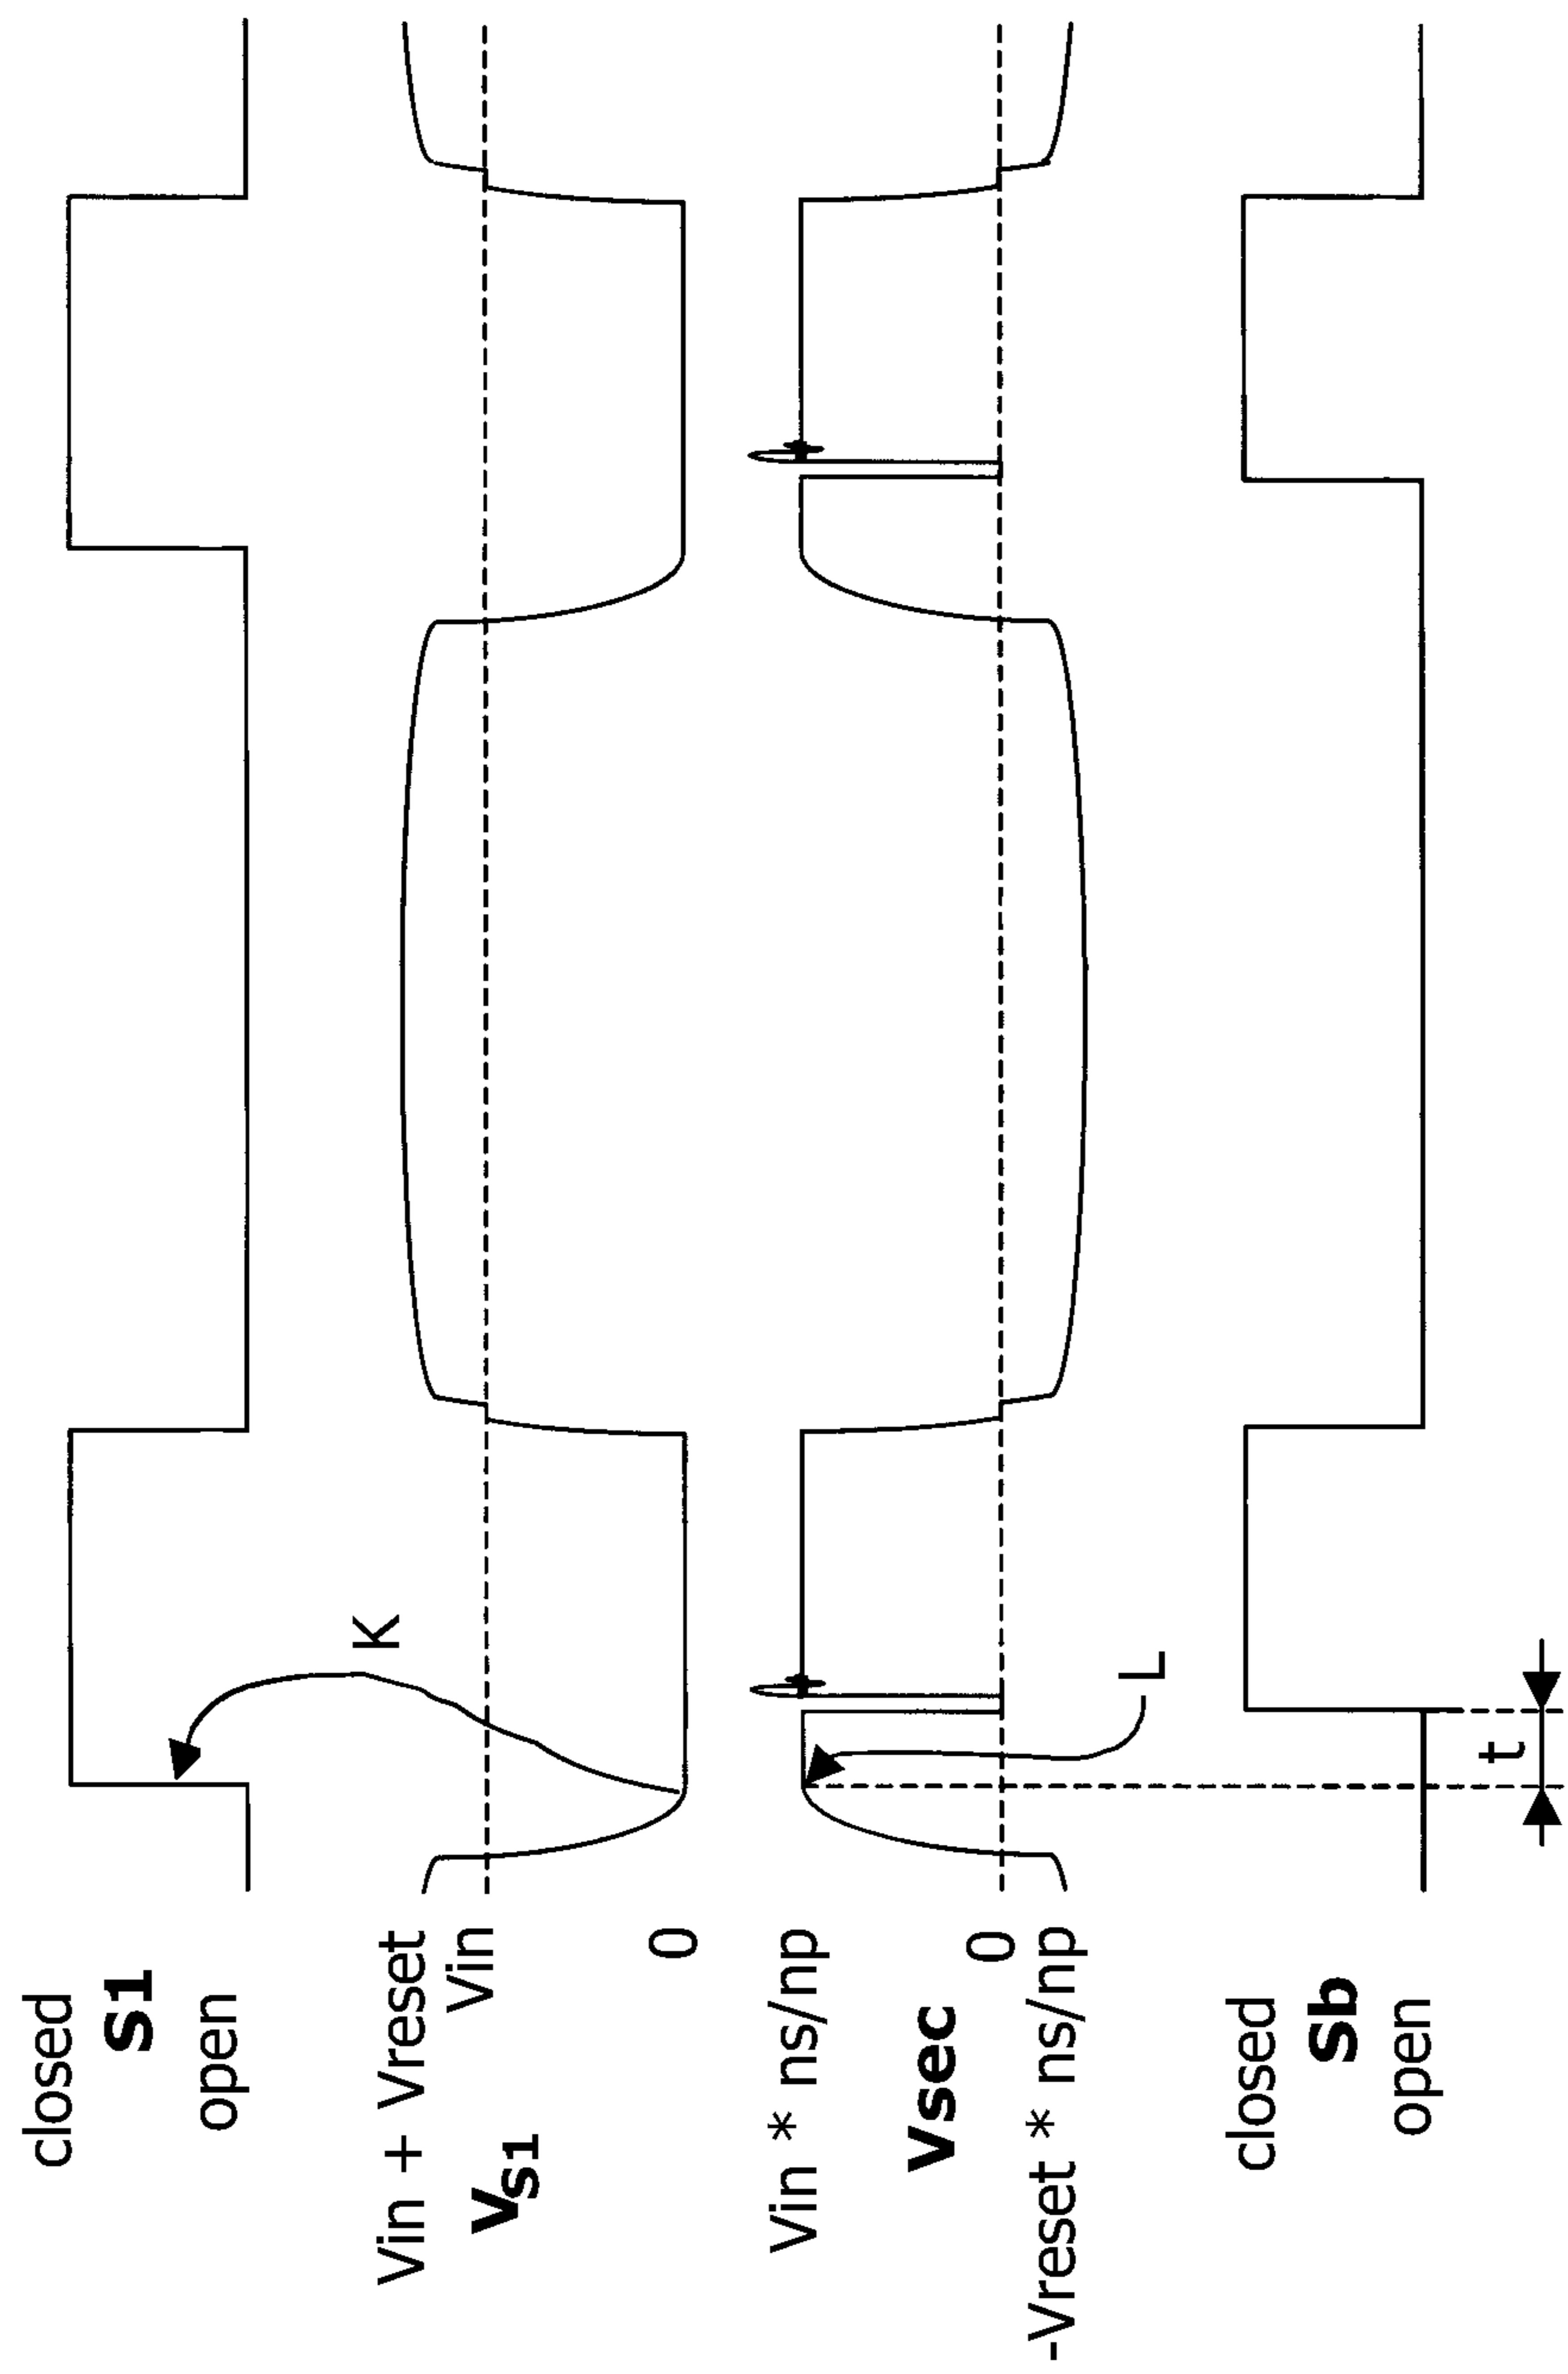 closed
S1
open
K
Vin + Vreset
Vin
VS1
0
Vin * ns/np
Vsec
0
-Vreset * ns/np
L
closed
Sb
open
t